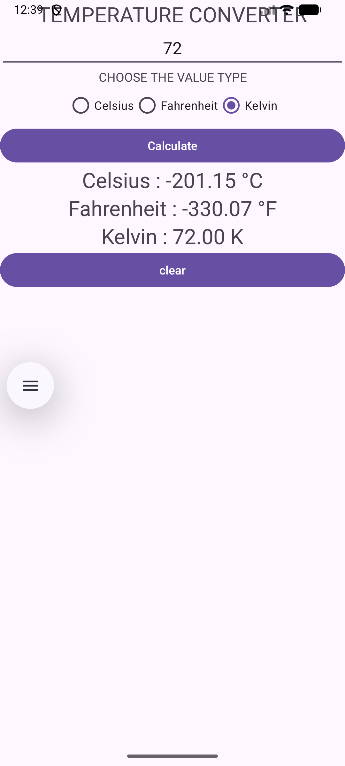 12:39
TEMPERATURE CONVERTER
72
CHOOSE THE VALUE TYPE
Celsius Fahrenheit Kelvin
Calculate
Celsius : -201.15 °C
Fahrenheit : -330.07 °F
Kelvin : 72.00 K
clear